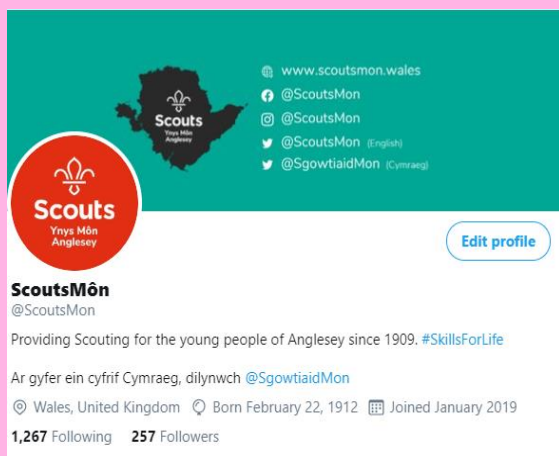 www.scoutsmon.wales
@ScoutsMon
@ScoutsMon
@ScoutsMon (English)
@SgowtiaidMon (Cymraeg)
Scouts
Ynys Môn
Anglesey
Scouts
Ynys Môn
Anglesey
Edit profile
ScoutsMôn
@ScoutsMon
Providing Scouting for the young people of Anglesey since 1909. #SkillsForLife
Ar gyfer ein cyfrif Cymraeg, dilynwch @SgowtiaidMon
Wales, United Kingdom Born February 22, 1912 Joined January 2019
1,267 Following 257 Followers